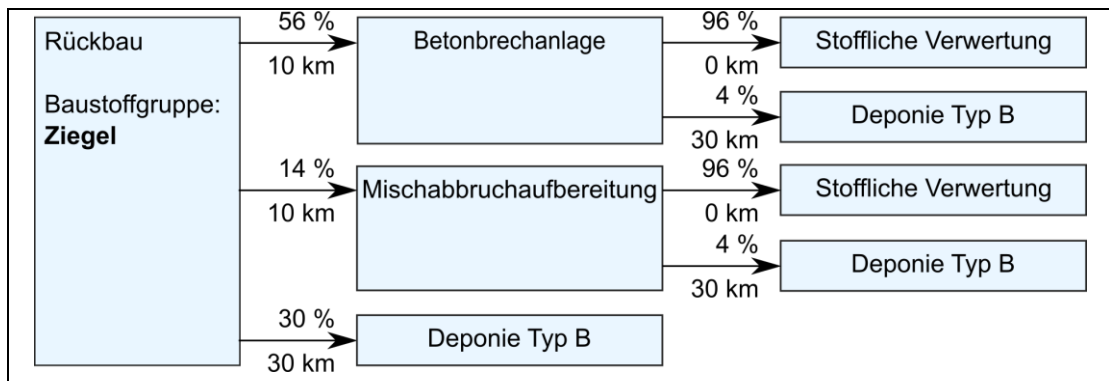 Rückbau
Baustoffgruppe:
Ziegel
56 %
10 km
Betonbrechanlage
96 %
0 km
Stoffliche Verwertung
4 %
30 km
Deponie Typ B
14 %
10 km
Mischabbruchaufbereitung
96 %
0 km
Stoffliche Verwertung
4 %
30 km
Deponie Typ B
30 %
30 km
Deponie Typ B